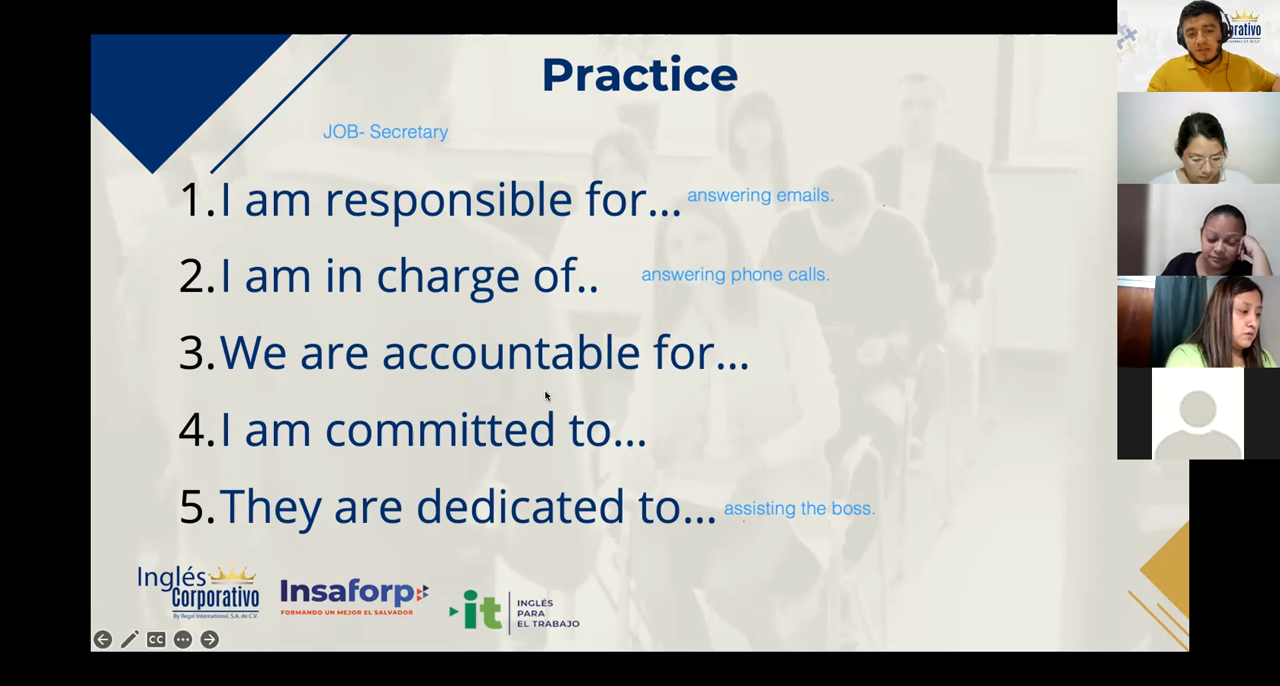 Practice
JOB- Secretary
1.I am responsible for... answering emails.
2.I am in charge of.. answering phone calls.
3.We are accountable for...
4.I am committed to...
5.They are dedicated to... assisting the boss.
Inglés
Corporativo
By Regal International, S.A. de C.V.
Insaforp
FORMANDO UN MEJOR EL SALVADOR
it
INGLÉS
PARA
EL TRABAJO
CC
rativo